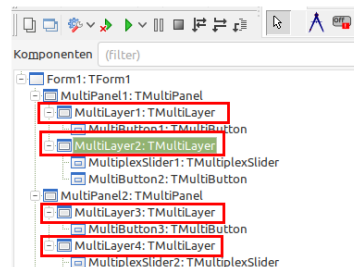 OFF
Komponenten (filter)
Form1: TForm1
MultiPanel1: TMultiPanel
MultiLayer1: TMultiLayer
MultiButton1: TMultiButton
MultiLayer2: TMultiLayer
MultiplexSlider1: TMultiplexSlider
MultiButton2: TMultiButton
MultiPanel2: TMultiPanel
MultiLayer3: TMultiLayer
MultiButton3: TMultiButton
MultiLayer4: TMultiLayer
MultiplexSlider2: TMultiplexSlider